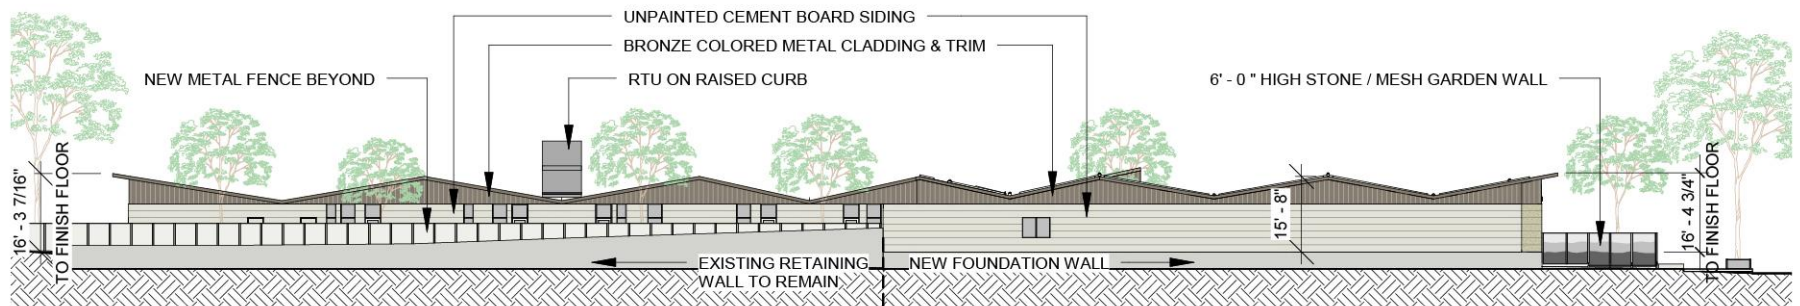 UNPAINTED CEMENT BOARD SIDING
BRONZE COLORED METAL CLADDING & TRIM
NEW METAL FENCE BEYOND
RTU ON RAISED CURB
6' - 0 " HIGH STONE / MESH GARDEN WALL
16' - 3 7/16"
TO FINISH FLOOR
15' - 8"
16' - 4 3/4"
TO FINISH FLOOR
EXISTING RETAINING
WALL TO REMAIN
NEW FOUNDATION WALL